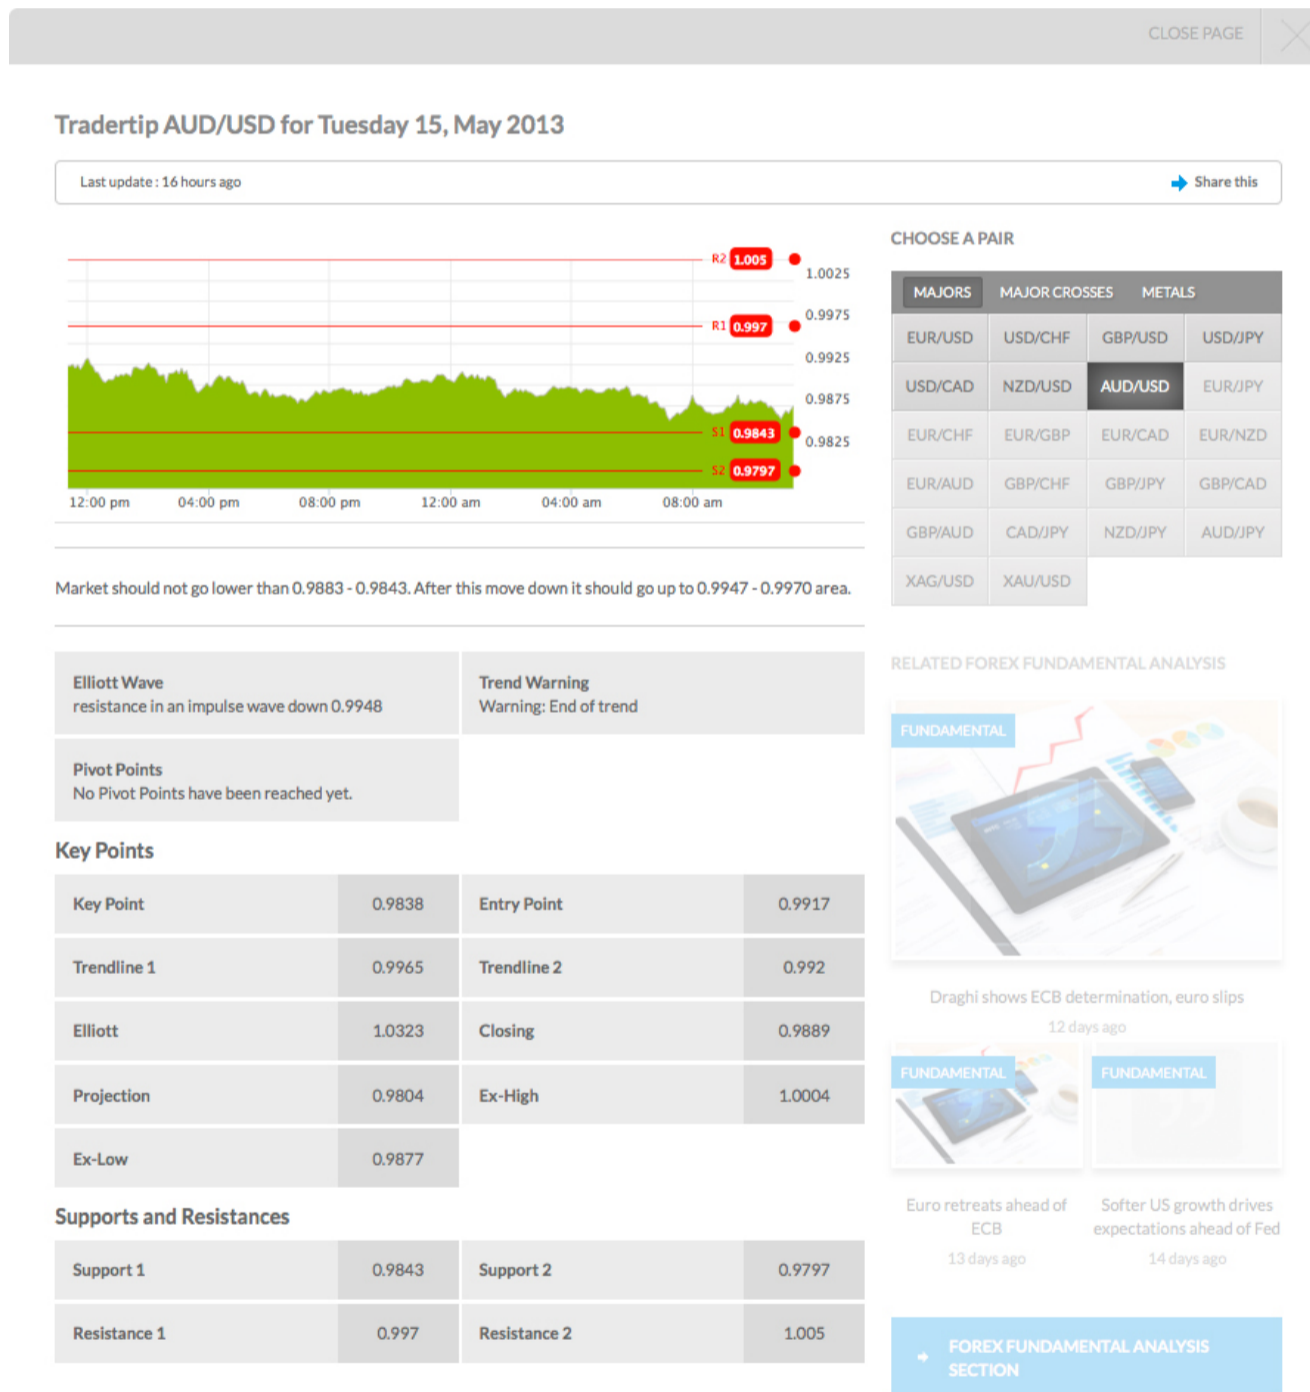 CLOSE PAGE
Tradertip AUD/USD for Tuesday 15, May 2013
Last update : 16 hours ago
Share this
R2 1.005
R1 0.997
S1 0.9843
S2 0.9797
1.0025
0.9975
0.9925
0.9875
0.9825
12:00 pm 04:00 pm 08:00 pm 12:00 am 04:00 am 08:00 am
Market should not go lower than 0.9883 - 0.9843. After this move down it should go up to 0.9947 - 0.9970 area.
Elliott Wave
resistance in an impulse wave down 0.9948
Trend Warning
Warning: End of trend
Pivot Points
No Pivot Points have been reached yet.
Key Points
Key Point 0.9838 Entry Point 0.9917
Trendline 1 0.9965 Trendline 2 0.992
Elliott 1.0323 Closing 0.9889
Projection 0.9804 Ex-High 1.0004
Ex-Low 0.9877
Supports and Resistances
Support 1 0.9843 Support 2 0.9797
Resistance 1 0.997 Resistance 2 1.005
CHOOSE A PAIR
MAJORS MAJOR CROSSES METALS
EUR/USD USD/CHF GBP/USD USD/JPY
USD/CAD NZD/USD AUD/USD EUR/JPY
EUR/CHF EUR/GBP EUR/CAD EUR/NZD
EUR/AUD GBP/CHF GBP/JPY GBP/CAD
GBP/AUD CAD/JPY NZD/JPY AUD/JPY
XAG/USD XAU/USD
RELATED FOREX FUNDAMENTAL ANALYSIS
FUNDAMENTAL
Draghi shows ECB determination, euro slips
12 days ago
FUNDAMENTAL
Euro retreats ahead of
ECB
13 days ago
FUNDAMENTAL
Softer US growth drives
expectations ahead of Fed
14 days ago
FOREX FUNDAMENTAL ANALYSIS
SECTION